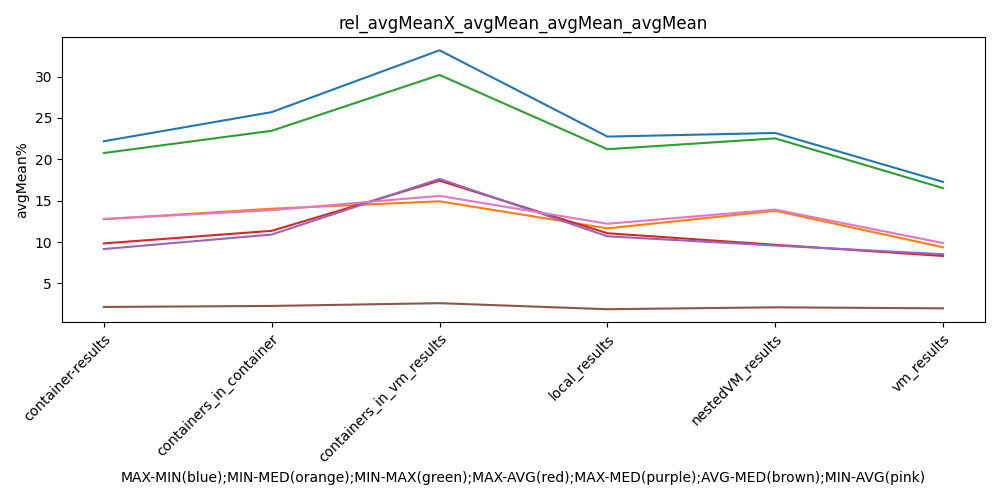 rel_avgMeanX_avgMean_avgMean_avgMean
avgMean%
30
25
20
15
10
5
container-results
containers_in_container
containers_in_vm_results
local_results
nestedVM_results
vm_results
MAX-MIN(blue);MIN-MED(orange);MIN-MAX(green);MAX-AVG(red);MAX-MED(purple);AVG-MED(brown);MIN-AVG(pink)